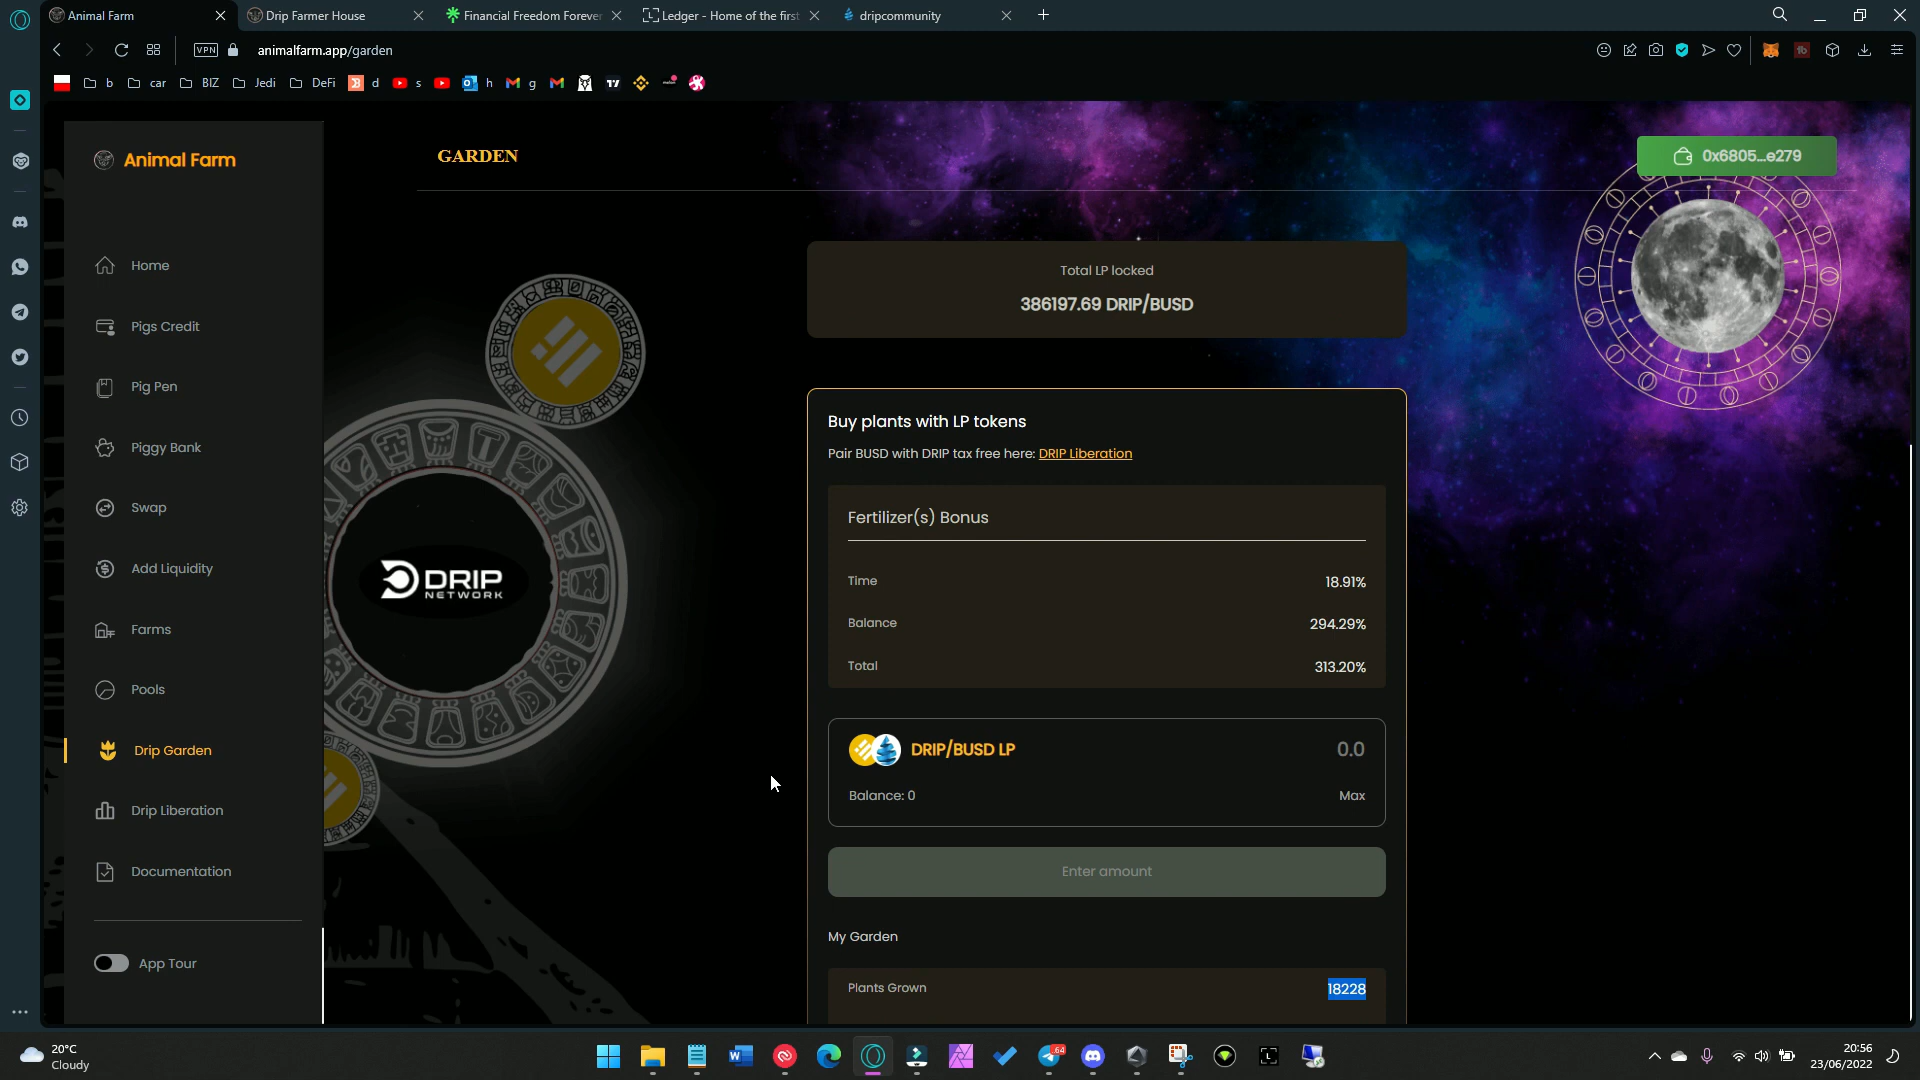 Animal Farm
Drip Farmer House
Financial Freedom Forever
Ledger - Home of the first
dripcommunity
VPN
animalfarm.app/garden
b
car
BIZ
Jedi
DeFi
d
s
h
g
Animal Farm
GARDEN
0x6805...e279
Home
Pigs Credit
Pig Pen
Piggy Bank
Swap
Add Liquidity
Farms
Pools
Drip Garden
Drip Liberation
Documentation
App Tour
DRIP
NETWORK
Total LP locked
386197.69 DRIP/BUSD
Buy plants with LP tokens
Pair BUSD with DRIP tax free here: DRIP Liberation
Fertilizer(s) Bonus
Time 18.91%
Balance 294.29%
Total 313.20%
DRIP/BUSD LP 0.0
Balance: 0 Max
Enter amount
My Garden
Plants Grown 18228
20°C
Cloudy
64
20:56
23/06/2022